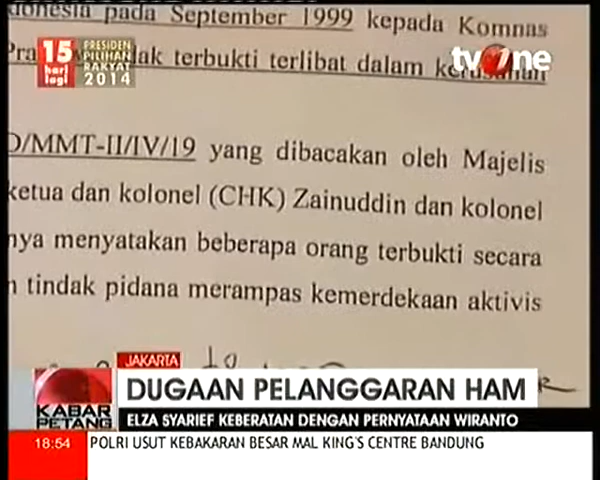 donesia pada September 1999 kepada Komnas
15 hari lagi PRESIDEN PILIHAN RAKYAT 2014
tvOne
Pra ak terbukti terlibat dalam kerusuhan
D/MMT-II/IV/19 yang dibacakan oleh Majelis
ketua dan kolonel (CHK) Zainuddin dan kolonel
nya menyatakan beberapa orang terbukti secara
n tindak pidana merampas kemerdekaan aktivis
JAKARTA
DUGAAN PELANGGARAN HAM
KABAR PETANG
ELZA SYARIEF KEBERATAN DENGAN PERNYATAAN WIRANTO
18:54 POLRI USUT KEBAKARAN BESAR MAL KING'S CENTRE BANDUNG